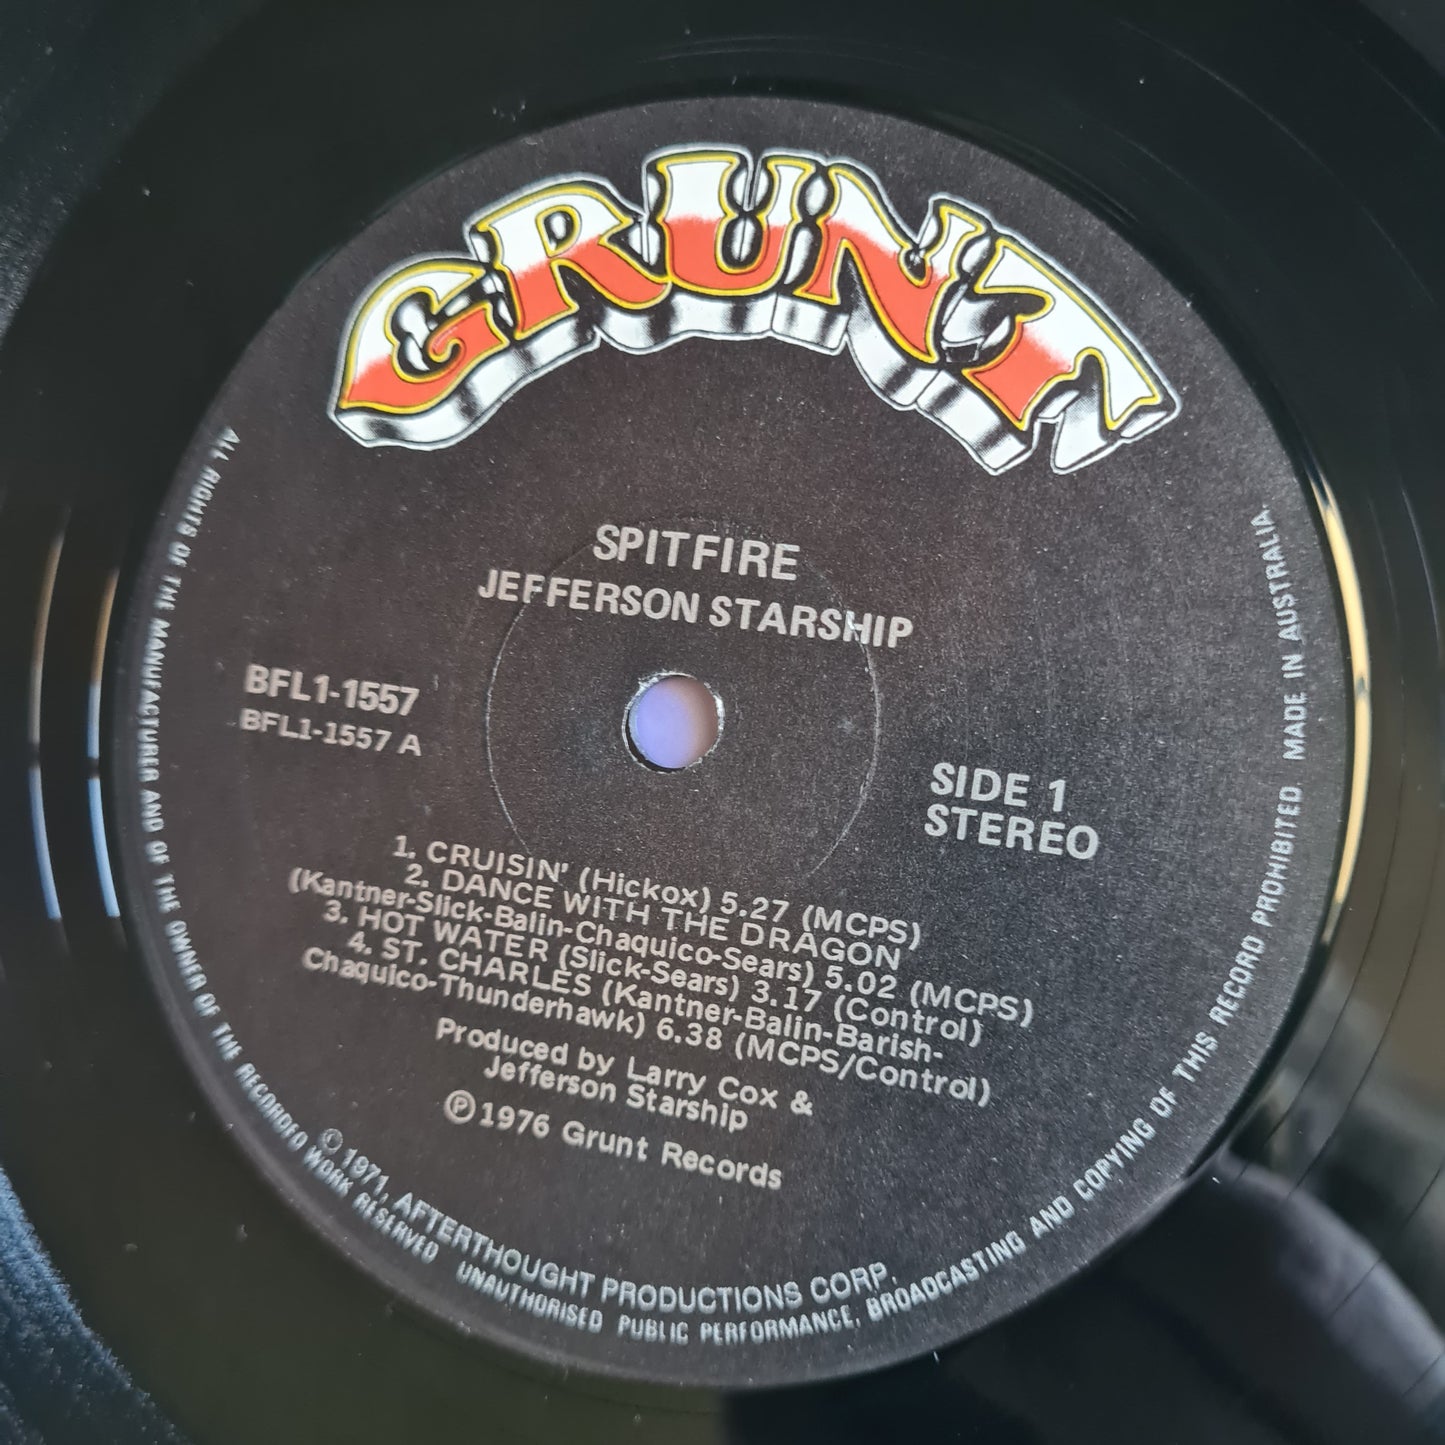 GRUNT
SPITFIRE
JEFFERSON STARSHIP
BFL1-1557
BFL1-1557 A
SIDE 1
STEREO
1. CRUISIN' (Hickox) 5.27 (MCPS)
2. DANCE WITH THE DRAGON
(Kantner-Slick-Balin-Chaquico-Sears) 5.02 (MCPS)
3. HOT WATER (Slick-Sears) 3.17 (Control)
4. ST. CHARLES (Kantner-Balin-Barish-
Chaquico-Thunderhawk) 6.38 (MCPS/Control)
Produced by Larry Cox &
Jefferson Starship
Ⓟ 1976 Grunt Records
© 1971, AFTERTHOUGHT PRODUCTIONS CORP.
ALL RIGHTS OF THE MANUFACTURER AND OF THE OWNER OF THE RECORDED WORK RESERVED UNAUTHORISED PUBLIC PERFORMANCE, BROADCASTING AND COPYING OF THIS RECORD PROHIBITED. MADE IN AUSTRALIA.